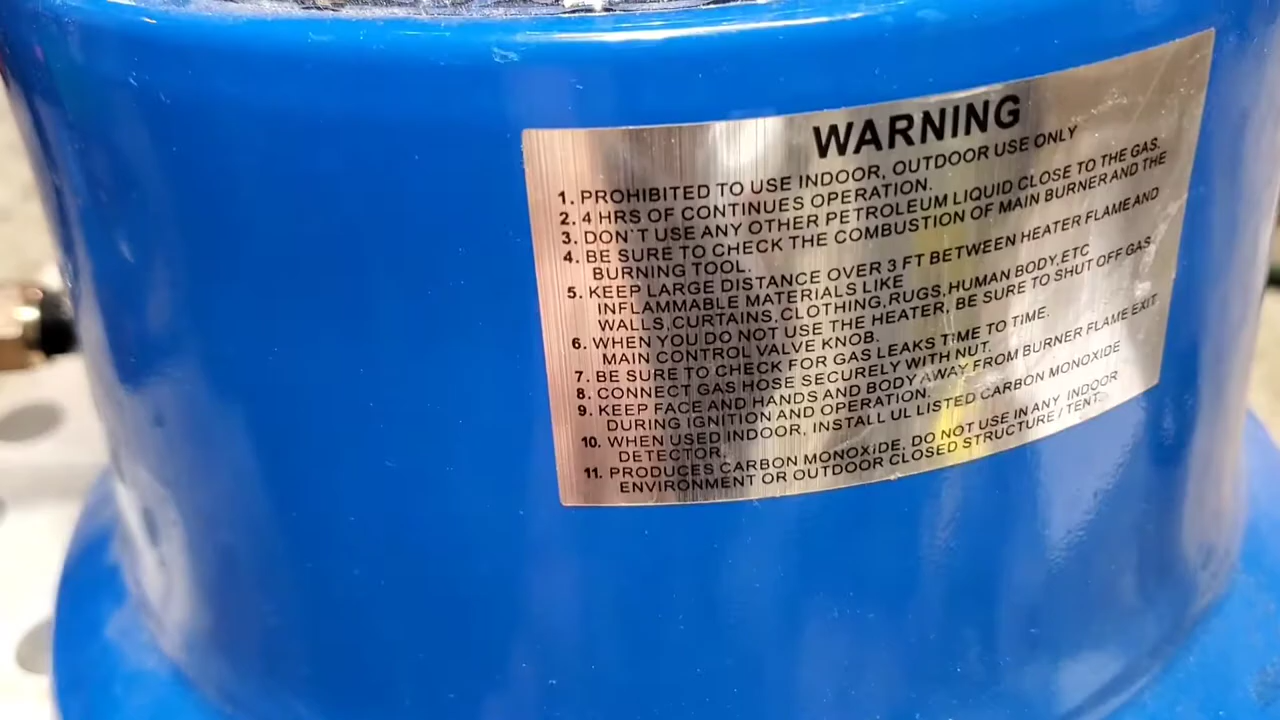 WARNING
1. PROHIBITED TO USE INDOOR, OUTDOOR USE ONLY
2. 4 HRS OF CONTINUES OPERATION.
3. DON`T USE ANY OTHER PETROLEUM LIQUID CLOSE TO THE GAS.
4. BE SURE TO CHECK THE COMBUSTION OF MAIN BURNER AND THE
BURNING TOOL.
5. KEEP LARGE DISTANCE OVER 3 FT BETWEEN HEATER FLAME AND
INFLAMMABLE MATERIALS LIKE
WALLS,CURTAINS,CLOTHING,RUGS,HUMAN BODY,ETC
6. WHEN YOU DO NOT USE THE HEATER, BE SURE TO SHUT OFF GAS
MAIN CONTROL VALVE KNOB.
7. BE SURE TO CHECK FOR GAS LEAKS TIME TO TIME.
8. CONNECT GAS HOSE SECURELY WITH NUT.
9. KEEP FACE AND HANDS AND BODY AWAY FROM BURNER FLAME EXIT
DURING IGNITION AND OPERATION.
10. WHEN USED INDOOR, INSTALL UL LISTED CARBON MONOXIDE
DETECTOR.
11. PRODUCES CARBON MONOXIDE, DO NOT USE IN ANY INDOOR
ENVIRONMENT OR OUTDOOR CLOSED STRUCTURE / TENT.